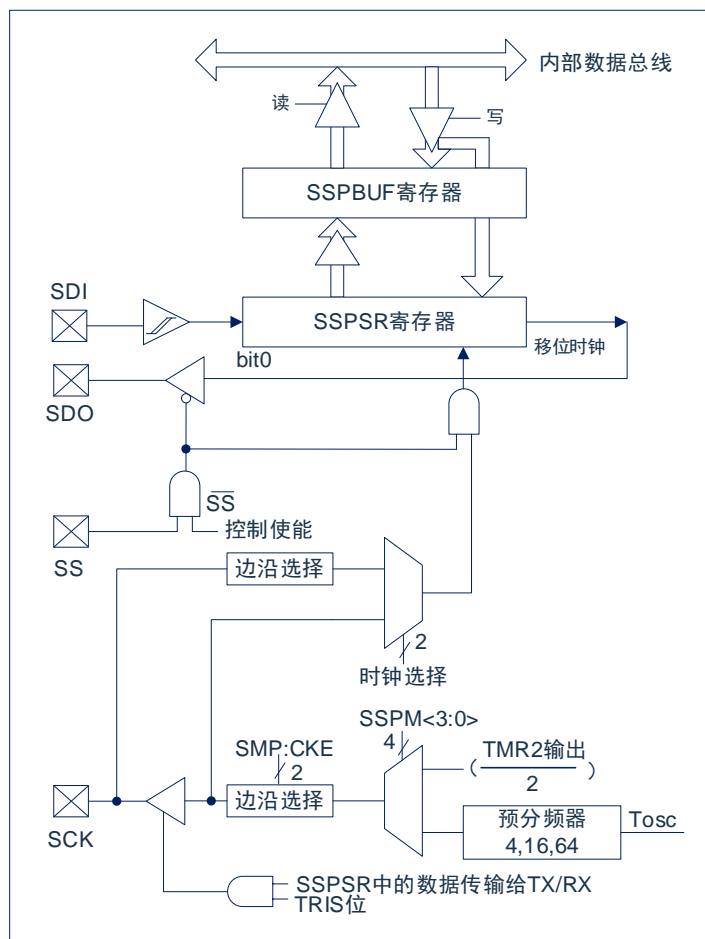 内部数据总线
读
写
SSPBUF寄存器
SDI
SSPSR寄存器
bit0
移位时钟
SDO
SS
控制使能
SS
边沿选择
2
时钟选择
SSPM<3:0>
4
SMP:CKE
2
(TMR2输出
2)
边沿选择
SCK
预分频器
4,16,64
Tosc
SSPSR中的数据传输给TX/RX
TRIS位